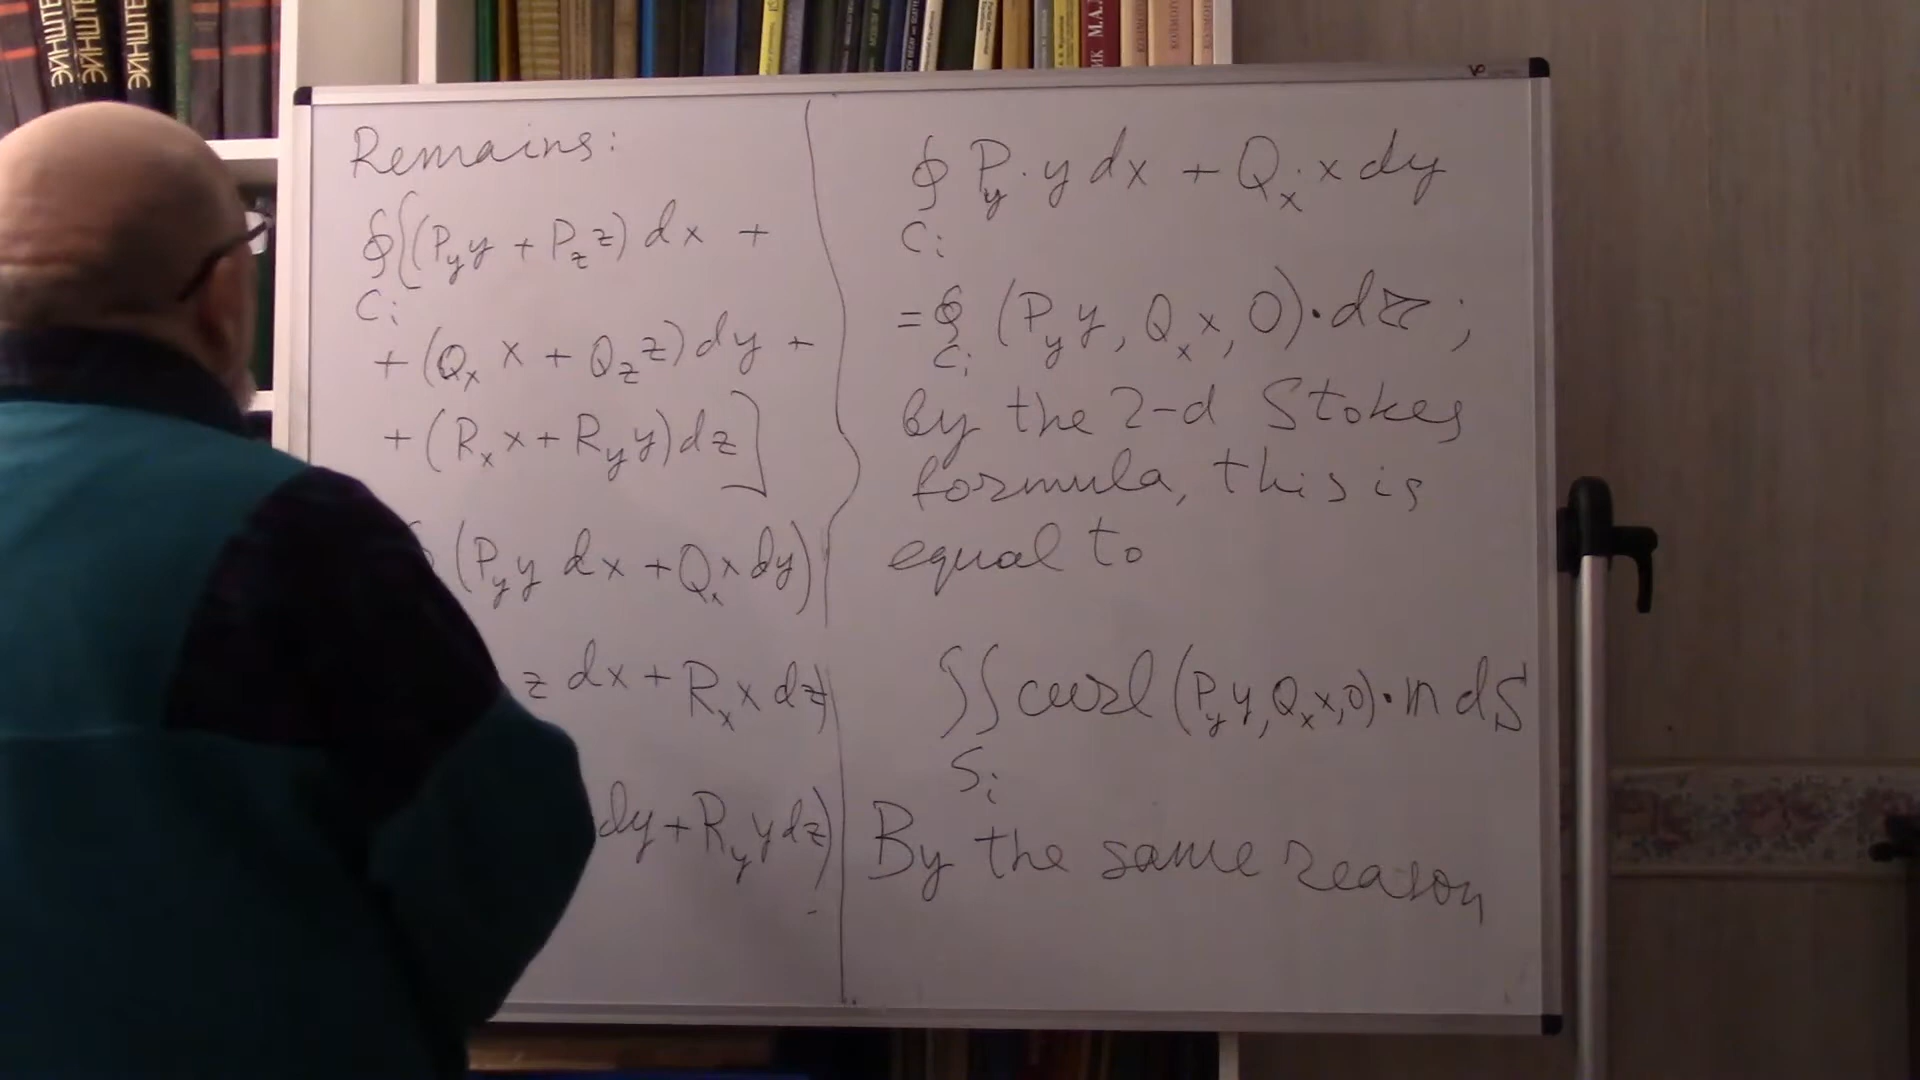 Remains:
∮{(P_y y + P_z z) dx +
C_i
+ (Q_x x + Q_z z) dy +
+ (R_x x + R_y y) dz]
(P_y y dx + Q_x x dy)
z dx + R_x x dz)
dy + R_y y dz)
∮ P_y · y dx + Q_x · x dy
C_i
= ∮ (P_y y, Q_x x, 0) · dr ;
C_i
by the 2-d Stokes
formula, this is
equal to
∬ curl (P_y y, Q_x x, 0) · n dS
S_i
By the same reason